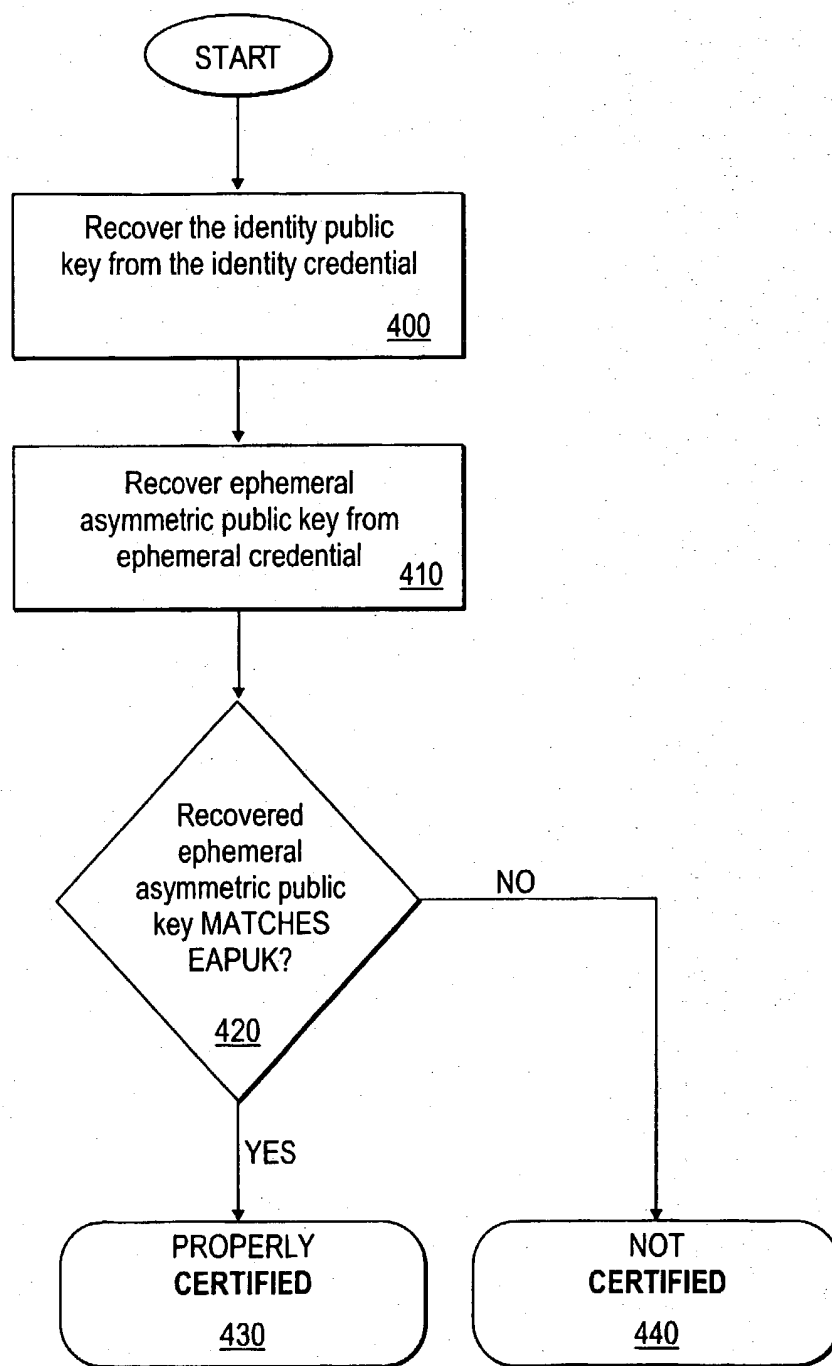 START
Recover the identity public
key from the identity credential
400
Recover ephemeral
asymmetric public key from
ephemeral credential
410
Recovered
ephemeral
asymmetric public
key MATCHES
EAPUK?
420
NO
YES
PROPERLY
CERTIFIED
430
NOT
CERTIFIED
440